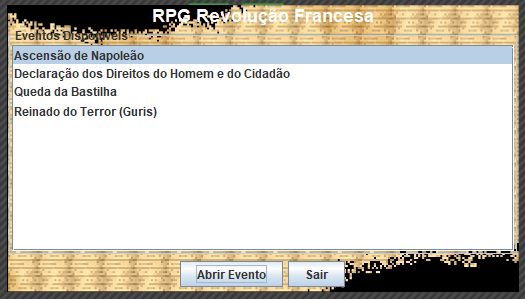 RPG Revolução Francesa
Eventos Disponíveis
Ascensão de Napoleão
Declaração dos Direitos do Homem e do Cidadão
Queda da Bastilha
Reinado do Terror (Guris)
Abrir Evento Sair